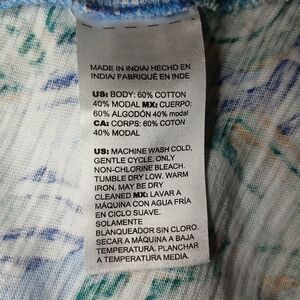 MADE IN INDIA/ HECHO EN
INDIA/ FABRIQUÉ EN INDE
US: BODY: 60% COTTON
40% MODAL MX: CUERPO:
60% ALGODÓN 40% modal
CA: CORPS: 60% COTON
40% MODAL
US: MACHINE WASH COLD.
GENTLE CYCLE. ONLY
NON-CHLORINE BLEACH.
TUMBLE DRY LOW. WARM
IRON. MAY BE DRY
CLEANED MX: LAVAR A
MÁQUINA CON AGUA FRÍA
EN CICLO SUAVE.
SOLAMENTE
BLANQUEADOR SIN CLORO.
SECAR A MÁQUINA A BAJA
TEMPERATURA. PLANCHAR
A TEMPERATURA MEDIA.